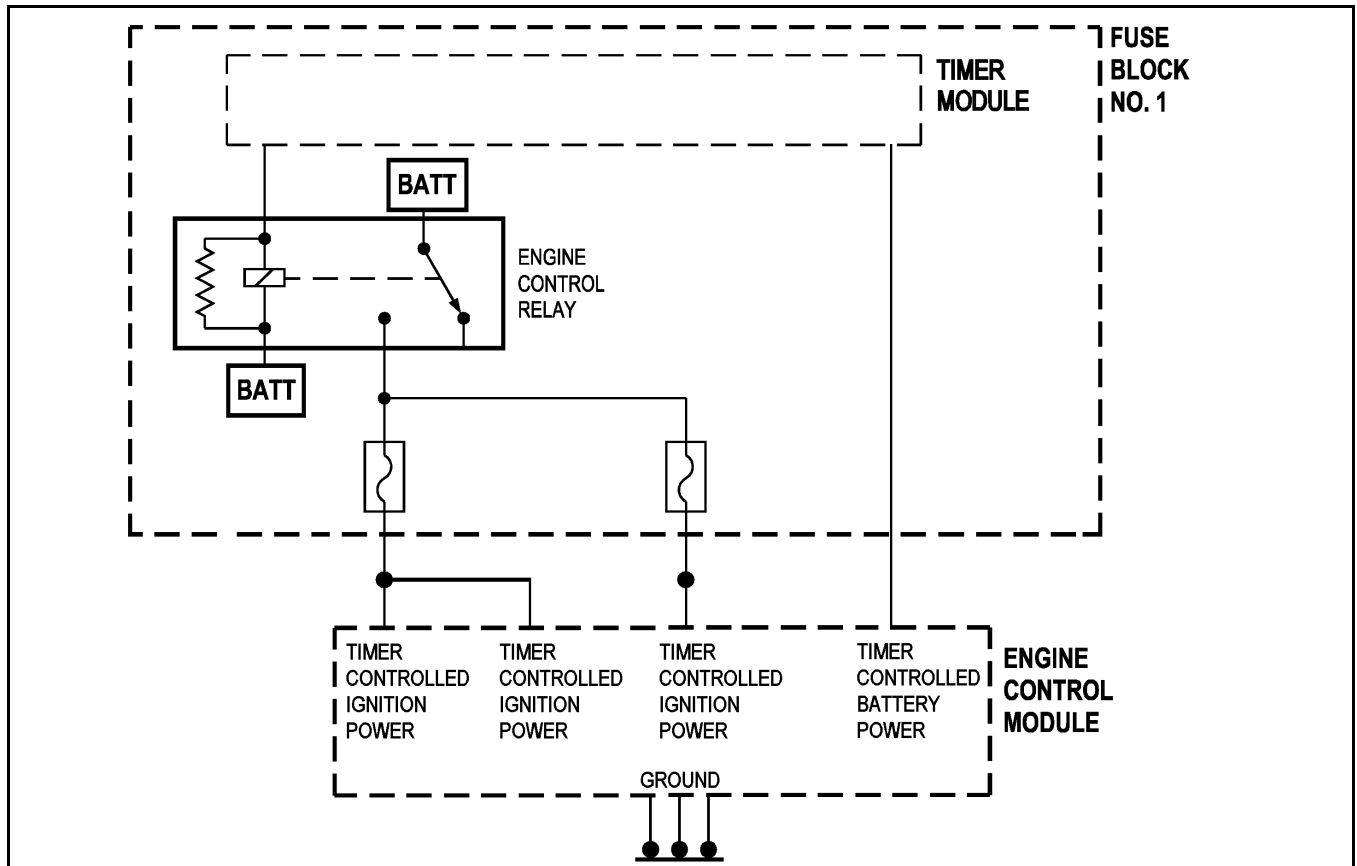 FUSE
BLOCK
NO. 1
TIMER
MODULE
BATT
ENGINE
CONTROL
RELAY
BATT
TIMER
CONTROLLED
IGNITION
POWER
TIMER
CONTROLLED
IGNITION
POWER
TIMER
CONTROLLED
IGNITION
POWER
TIMER
CONTROLLED
BATTERY
POWER
ENGINE
CONTROL
MODULE
GROUND